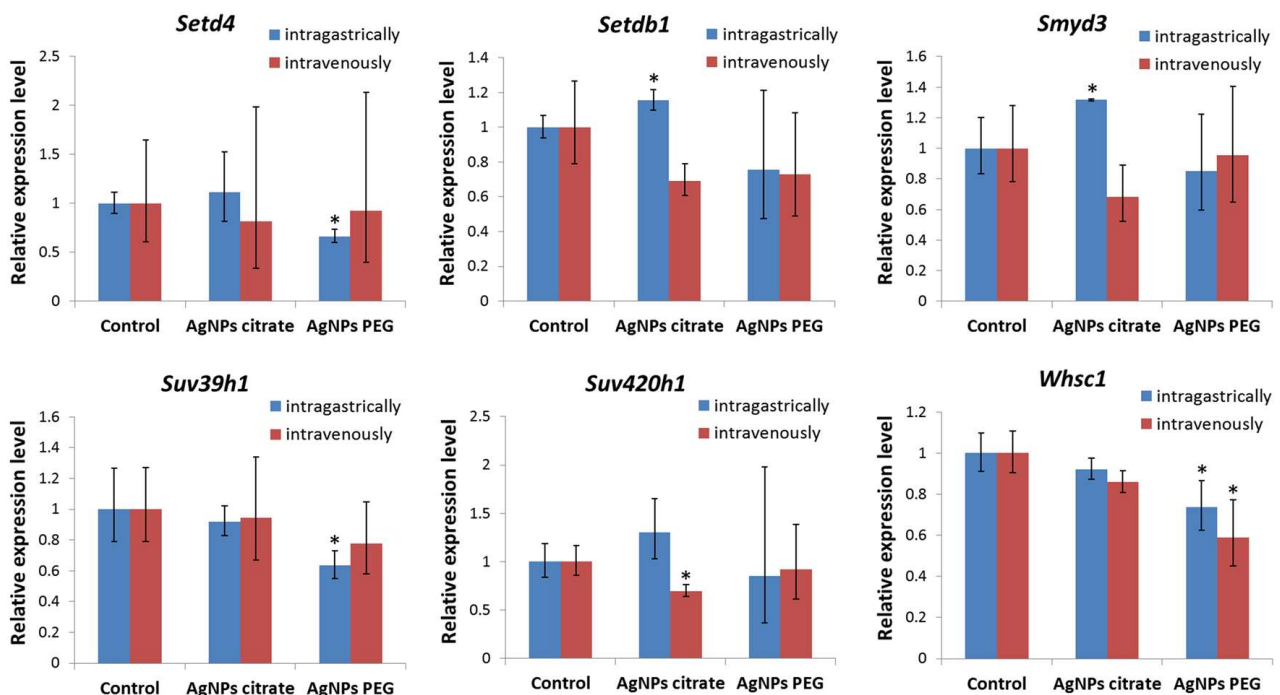 Setd4
intragastrically
intravenously
Relative expression level
2.5
2
1.5
1
0.5
0
*
Control
AgNPs citrate
AgNPs PEG
Setdb1
intragastrically
intravenously
Relative expression level
1.4
1.2
1
0.8
0.6
0.4
0.2
0
*
Control
AgNPs citrate
AgNPs PEG
Smyd3
intragastrically
intravenously
Relative expression level
1.6
1.4
1.2
1
0.8
0.6
0.4
0.2
0
*
Control
AgNPs citrate
AgNPs PEG
Suv39h1
intragastrically
intravenously
Relative expression level
1.6
1.4
1.2
1
0.8
0.6
0.4
0.2
0
*
Control
AgNPs citrate
AgNPs PEG
Suv420h1
intragastrically
intravenously
Relative expression level
2.5
2
1.5
1
0.5
0
*
Control
AgNPs citrate
AgNPs PEG
Whsc1
intragastrically
intravenously
Relative expression level
1.2
1
0.8
0.6
0.4
0.2
0
*
*
Control
AgNPs citrate
AgNPs PEG